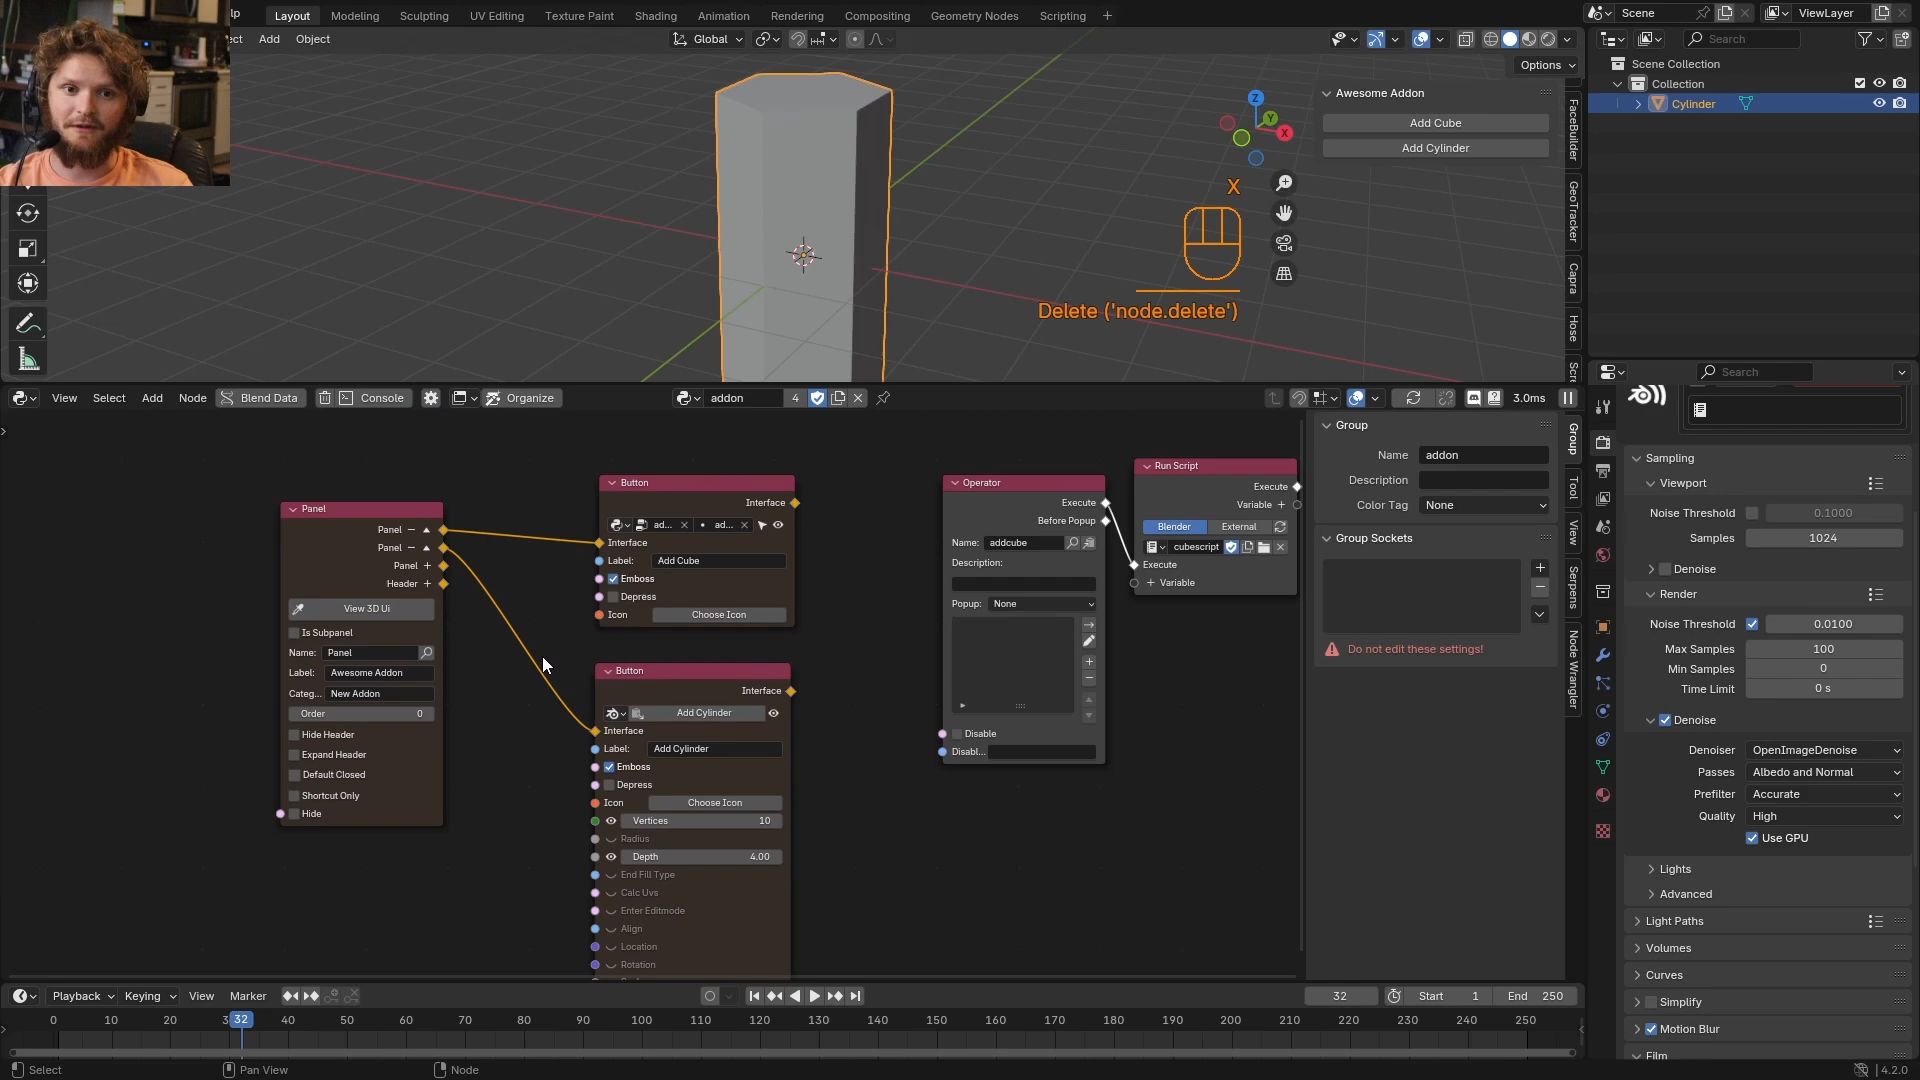 lp
Layout
Modeling
Sculpting
UV Editing
Texture Paint
Shading
Animation
Rendering
Compositing
Geometry Nodes
Scripting
+
Scene
ViewLayer
ect
Add
Object
Global
Search
Options
Scene Collection
Collection
Cylinder
Awesome Addon
Add Cube
Add Cylinder
Z
Y
X
X
Delete ('node.delete')
FaceBuilder
GeoTracker
Capra
Hose
Scre
Search
View
Select
Add
Node
Blend Data
Console
Organize
addon
4
3.0ms
Panel
Panel
Panel
Panel +
Header +
View 3D Ui
Is Subpanel
Name: Panel
Label: Awesome Addon
Categ... New Addon
Order 0
Hide Header
Expand Header
Default Closed
Shortcut Only
Hide
Button
Interface
ad...
ad...
Interface
Label: Add Cube
Emboss
Depress
Icon Choose Icon
Button
Interface
Add Cylinder
Interface
Label: Add Cylinder
Emboss
Depress
Icon Choose Icon
Vertices 10
Radius
Depth 4.00
End Fill Type
Calc Uvs
Enter Editmode
Align
Location
Rotation
Operator
Execute
Before Popup
Name: addcube
Description:
Popup: None
Disable
Disabl...
Run Script
Execute
Variable +
Blender External
cubescript
Execute
+ Variable
Group
Name addon
Description
Color Tag None
Group Sockets
Do not edit these settings!
Group
Tool
View
Serpens
Node Wrangler
Sampling
Viewport
Noise Threshold 0.1000
Samples 1024
Denoise
Render
Noise Threshold 0.0100
Max Samples 100
Min Samples 0
Time Limit 0 s
Denoise
Denoiser OpenImageDenoise
Passes Albedo and Normal
Prefilter Accurate
Quality High
Use GPU
Lights
Advanced
Light Paths
Volumes
Curves
Simplify
Motion Blur
Film
Playback
Keying
View
Marker
32
Start 1
End 250
0 10 20 3 32 40 50 60 70 80 90 100 110 120 130 140 150 160 170 180 190 200 210 220 230 240 250
Select
Pan View
Node
4.2.0